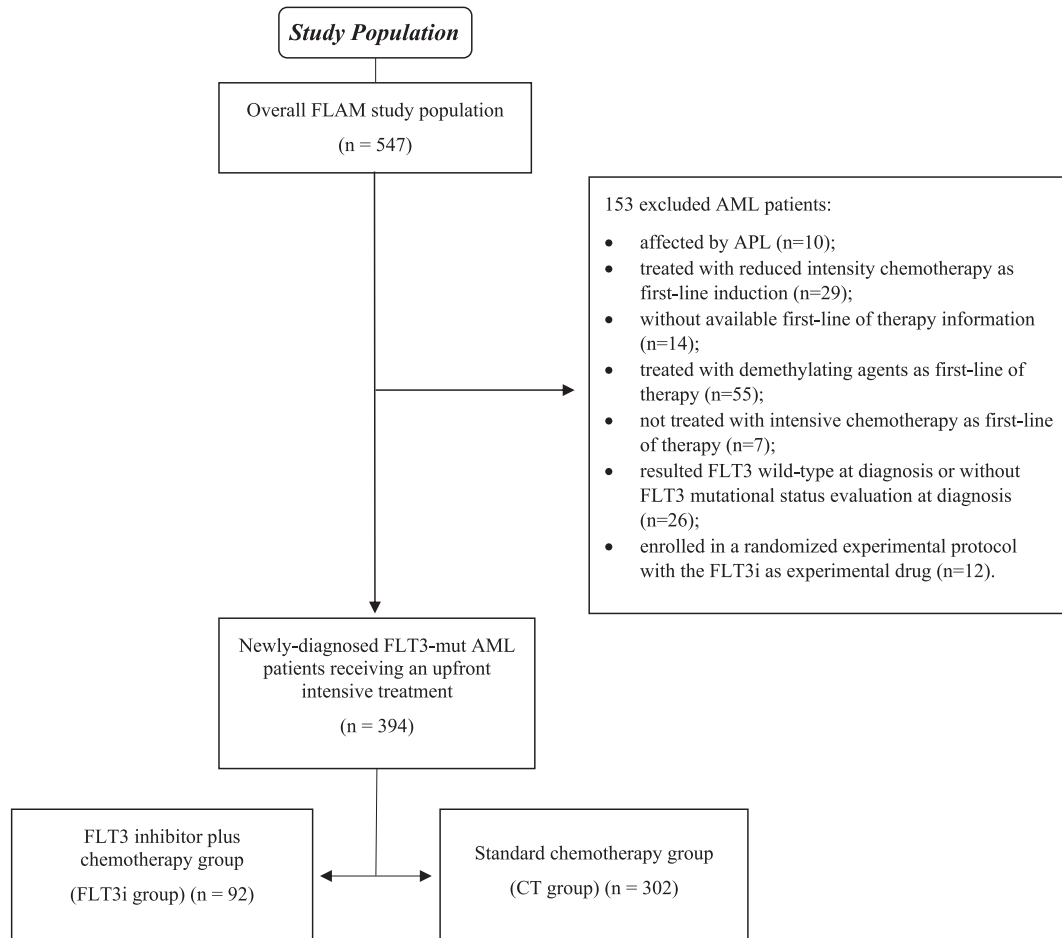 Study Population
Overall FLAM study population
(n = 547)
153 excluded AML patients:
• affected by APL (n=10);
• treated with reduced intensity chemotherapy as
first-line induction (n=29);
• without available first-line of therapy information
(n=14);
• treated with demethylating agents as first-line of
therapy (n=55);
• not treated with intensive chemotherapy as first-line
of therapy (n=7);
• resulted FLT3 wild-type at diagnosis or without
FLT3 mutational status evaluation at diagnosis
(n=26);
• enrolled in a randomized experimental protocol
with the FLT3i as experimental drug (n=12).
Newly-diagnosed FLT3-mut AML
patients receiving an upfront
intensive treatment
(n = 394)
FLT3 inhibitor plus
chemotherapy group
(FLT3i group) (n = 92)
Standard chemotherapy group
(CT group) (n = 302)